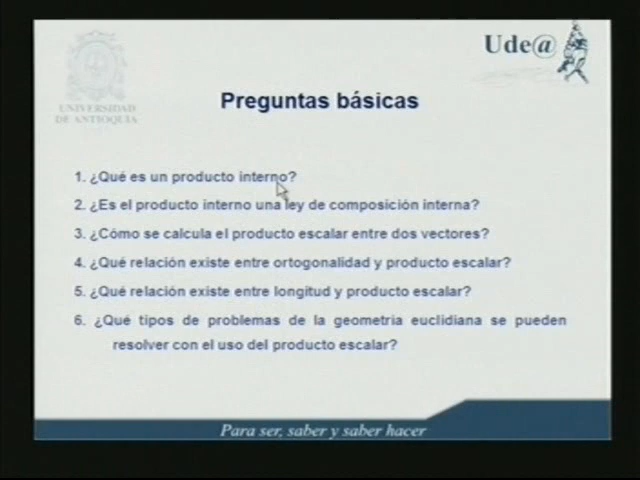 UNIVERSIDAD
DE ANTIOQUIA
Ude@
Preguntas básicas
1. ¿Qué es un producto interno?
2. ¿Es el producto interno una ley de composición interna?
3. ¿Cómo se calcula el producto escalar entre dos vectores?
4. ¿Qué relación existe entre ortogonalidad y producto escalar?
5. ¿Qué relación existe entre longitud y producto escalar?
6. ¿Qué tipos de problemas de la geometria euclidiana se pueden
resolver con el uso del producto escalar?
Para ser, saber y saber hacer